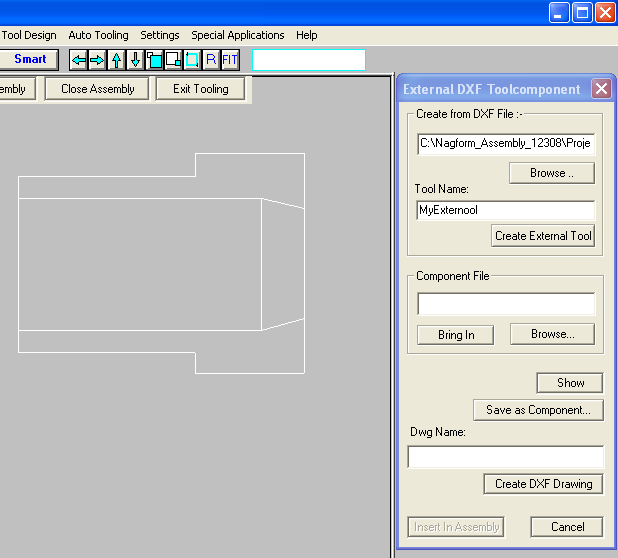 Tool Design Auto Tooling Settings Special Applications Help
Smart R FIT
embly Close Assembly Exit Tooling
External DXF Toolcomponent
Create from DXF File :-
C:\Nagform_Assembly_12308\Proje
Browse ..
Tool Name:
MyExternool
Create External Tool
Component File
Bring In Browse...
Show
Save as Component...
Dwg Name:
Create DXF Drawing
Insert In Assembly Cancel